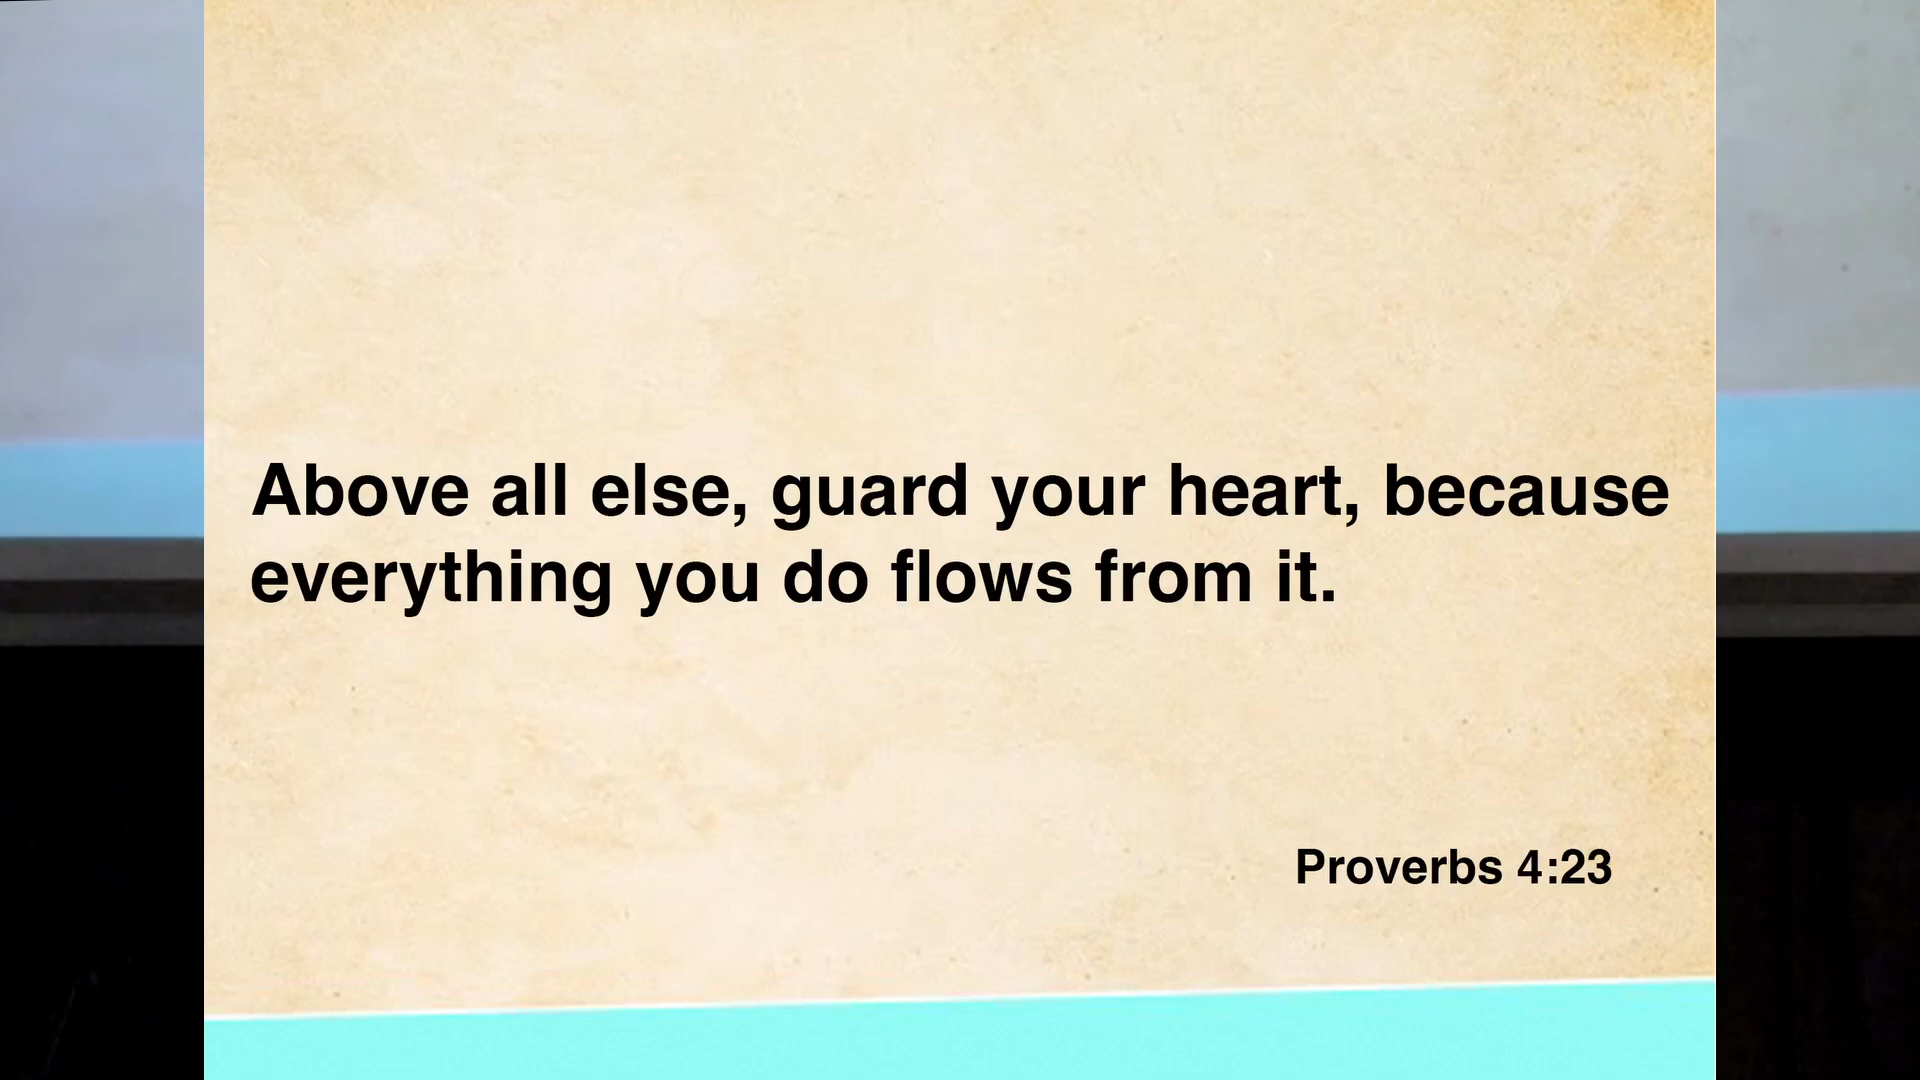 Above all else, guard your heart, because
everything you do flows from it.
Proverbs 4:23